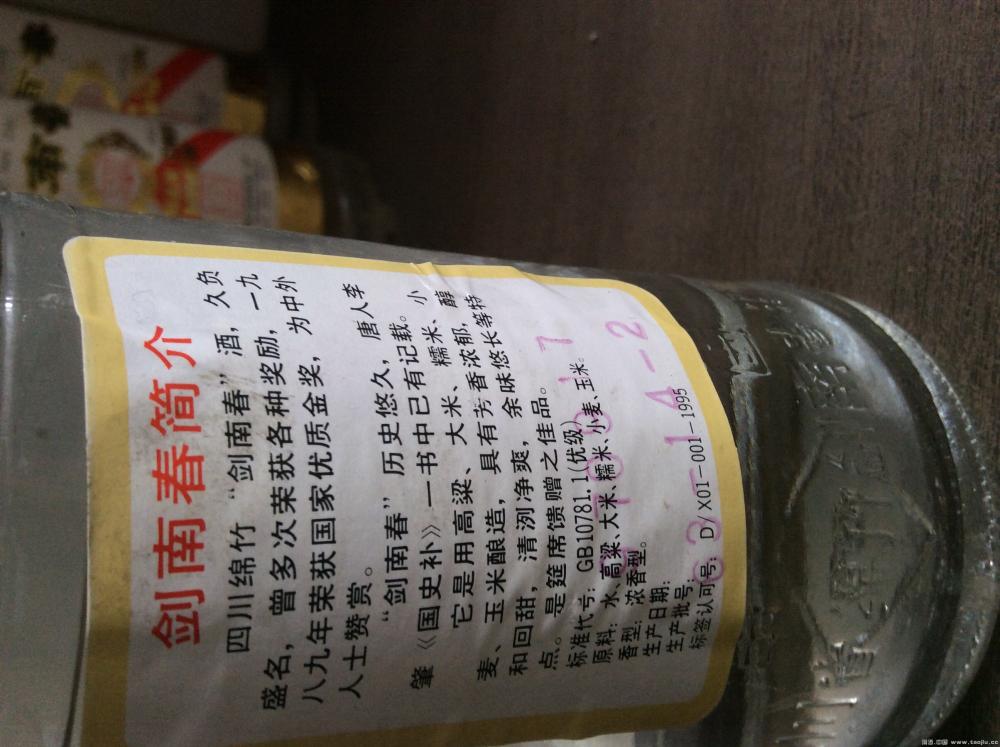 剑南春简介
四川绵竹“剑南春”酒，久负
盛名，曾多次荣获各种奖励，一九
八九年荣获国家优质金奖，为中外
人士赞赏。
“剑南春”历史悠久，唐人李
肇《国史补》一书中已有记载。
它是用高粱、大米、糯米、小
麦、玉米酿造，具有芳香浓郁，醇
和回甜，清洌净爽，余味悠长等特
点。是筵席馈赠之佳品。
标准代号：GB10781.1(优级)
原料：水、高粱、大米、糯米、小麦、玉米。
香型：浓香型。
生产日期：
生产批号：
标签认可号：D/X01-001-1995
www.taojiu.cc